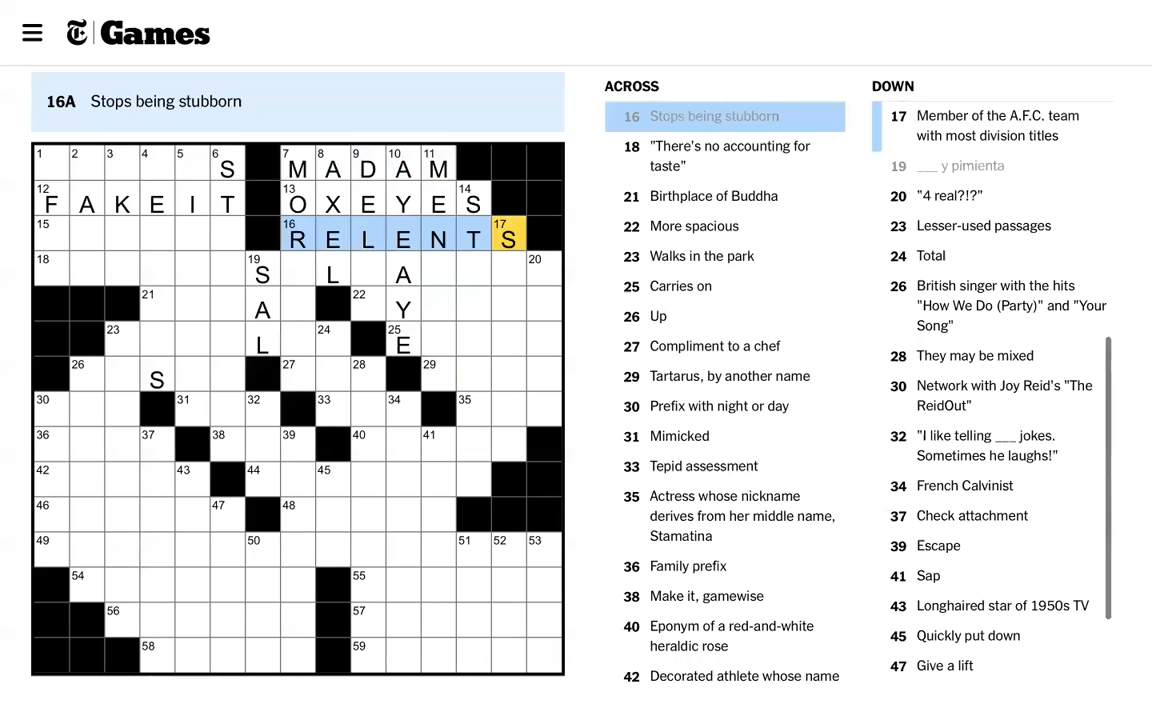 T Games
16A Stops being stubborn
1 2 3 4 5 6 S 7 M 8 A 9 D 10 A 11 M
12 F A K E I T 13 O X E Y E 14 S
15 16 R E L E N T 17 S
18 19 S L A 20
21 A 22 Y
23 L 24 25 E
26 S 27 28 29
30 31 32 33 34 35
36 37 38 39 40 41
42 43 44 45
46 47 48
49 50 51 52 53
54 55
56 57
58 59
ACROSS
16 Stops being stubborn
18 "There's no accounting for
taste"
21 Birthplace of Buddha
22 More spacious
23 Walks in the park
25 Carries on
26 Up
27 Compliment to a chef
29 Tartarus, by another name
30 Prefix with night or day
31 Mimicked
33 Tepid assessment
35 Actress whose nickname
derives from her middle name,
Stamatina
36 Family prefix
38 Make it, gamewise
40 Eponym of a red-and-white
heraldic rose
42 Decorated athlete whose name
DOWN
17 Member of the A.F.C. team
with most division titles
19 ___ y pimienta
20 "4 real?!?"
23 Lesser-used passages
24 Total
26 British singer with the hits
"How We Do (Party)" and "Your
Song"
28 They may be mixed
30 Network with Joy Reid's "The
ReidOut"
32 "I like telling ___ jokes.
Sometimes he laughs!"
34 French Calvinist
37 Check attachment
39 Escape
41 Sap
43 Longhaired star of 1950s TV
45 Quickly put down
47 Give a lift